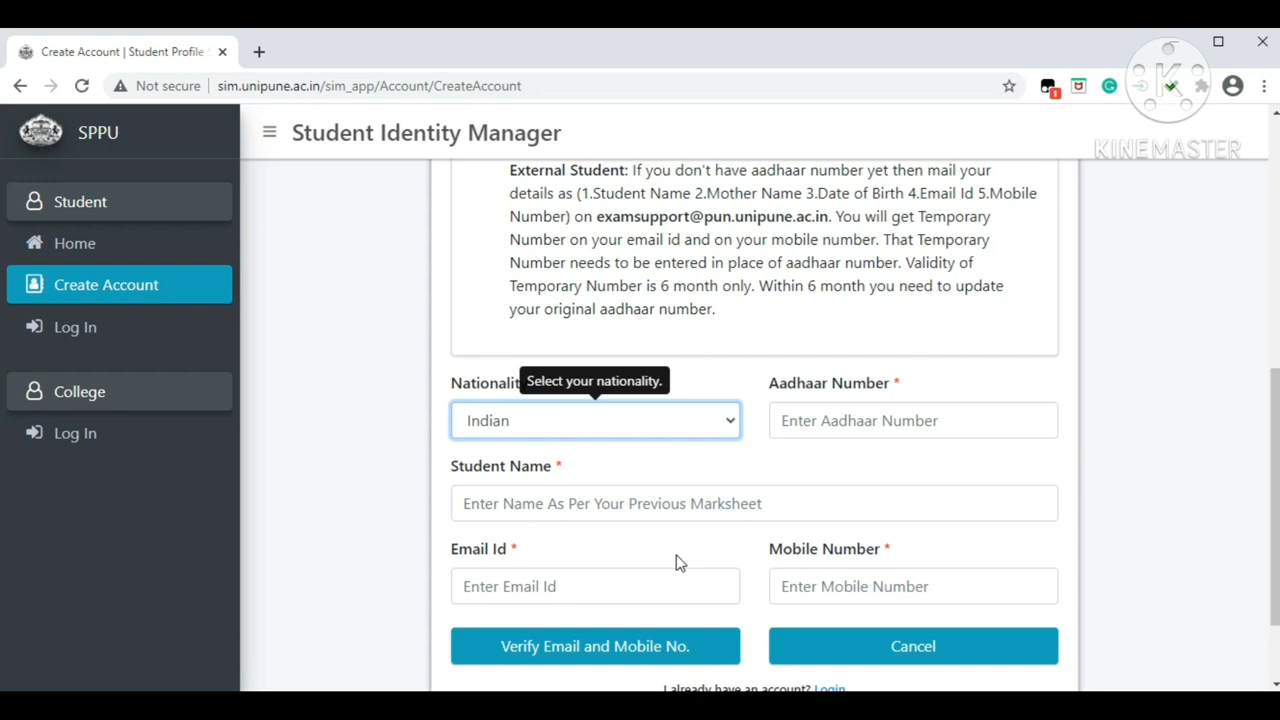 Create Account | Student Profile
Not secure
sim.unipune.ac.in/sim_app/Account/CreateAccount
1
KINEMASTER
SPPU
Student Identity Manager
Student
Home
Create Account
Log In
College
Log In
External Student: If you don't have aadhaar number yet then mail your
details as (1.Student Name 2.Mother Name 3.Date of Birth 4.Email Id 5.Mobile
Number) on examsupport@pun.unipune.ac.in. You will get Temporary
Number on your email id and on your mobile number. That Temporary
Number needs to be entered in place of aadhaar number. Validity of
Temporary Number is 6 month only. Within 6 month you need to update
your original aadhaar number.
Select your nationality.
Nationalit
Aadhaar Number *
Indian
Enter Aadhaar Number
Student Name *
Enter Name As Per Your Previous Marksheet
Email Id *
Mobile Number *
Enter Email Id
Enter Mobile Number
Verify Email and Mobile No.
Cancel
I already have an account? Login